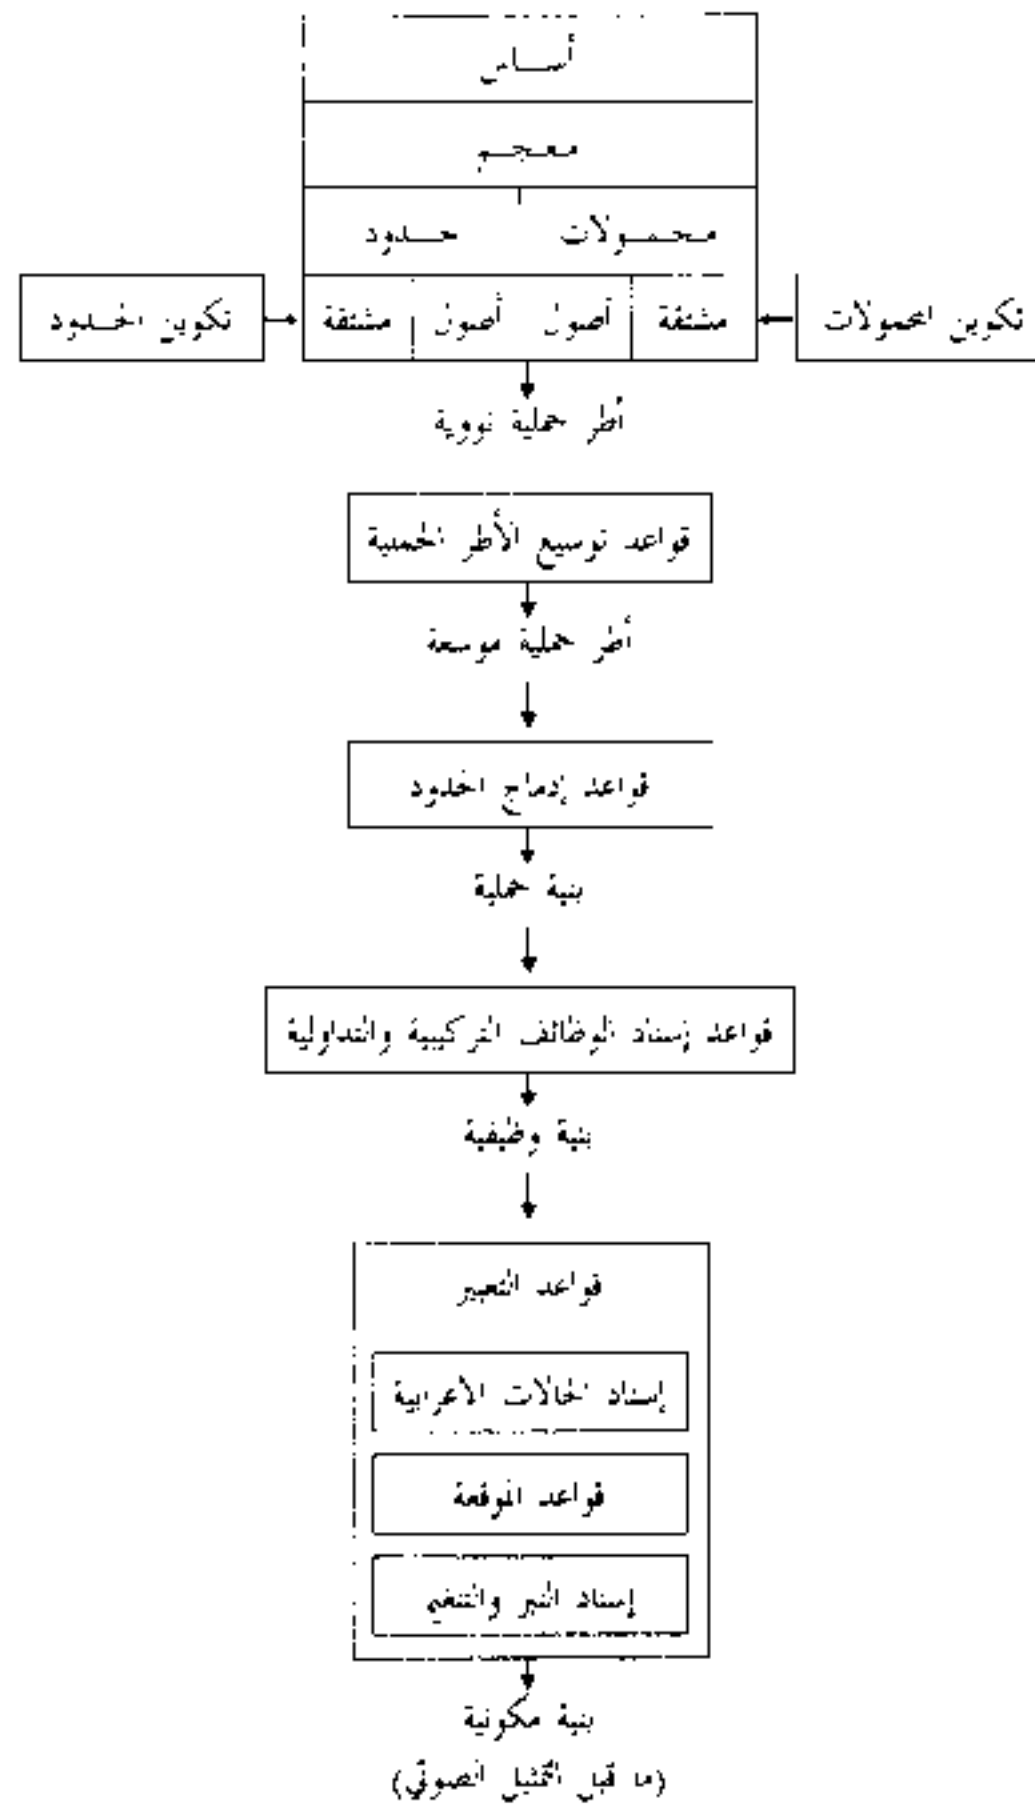 أساس
معجم
محمولات حدود
تكوين المحمولات مشتقة أصول أصول مشتقة تكوين الحدود
أطر حملية نووية
قواعد توسيع الأطر الحملية
أطر حملية موسعة
قواعد إدماج الحدود
بنية حملية
قواعد إسناد الوظائف التركيبية والتداولية
بنية وظيفية
قواعد التعبير
إسناد الحالات الأعرابية
قواعد الموقعة
إسناد النبر والتنغيم
بنية مكونية
(ما قبل التمثيل الصوتي)